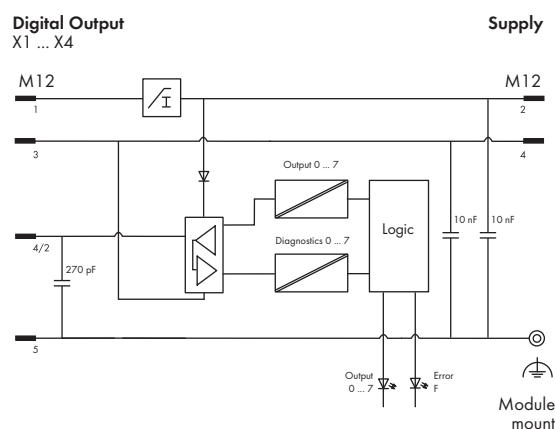 Digital Output
X1 ... X4
Supply
M12
M12
1
2
3
4
Output 0 ... 7
Logic
10 nF
10 nF
4/2
Diagnostics 0 ... 7
270 pF
5
Output
0 ... 7
Error
F
Module
mount
I